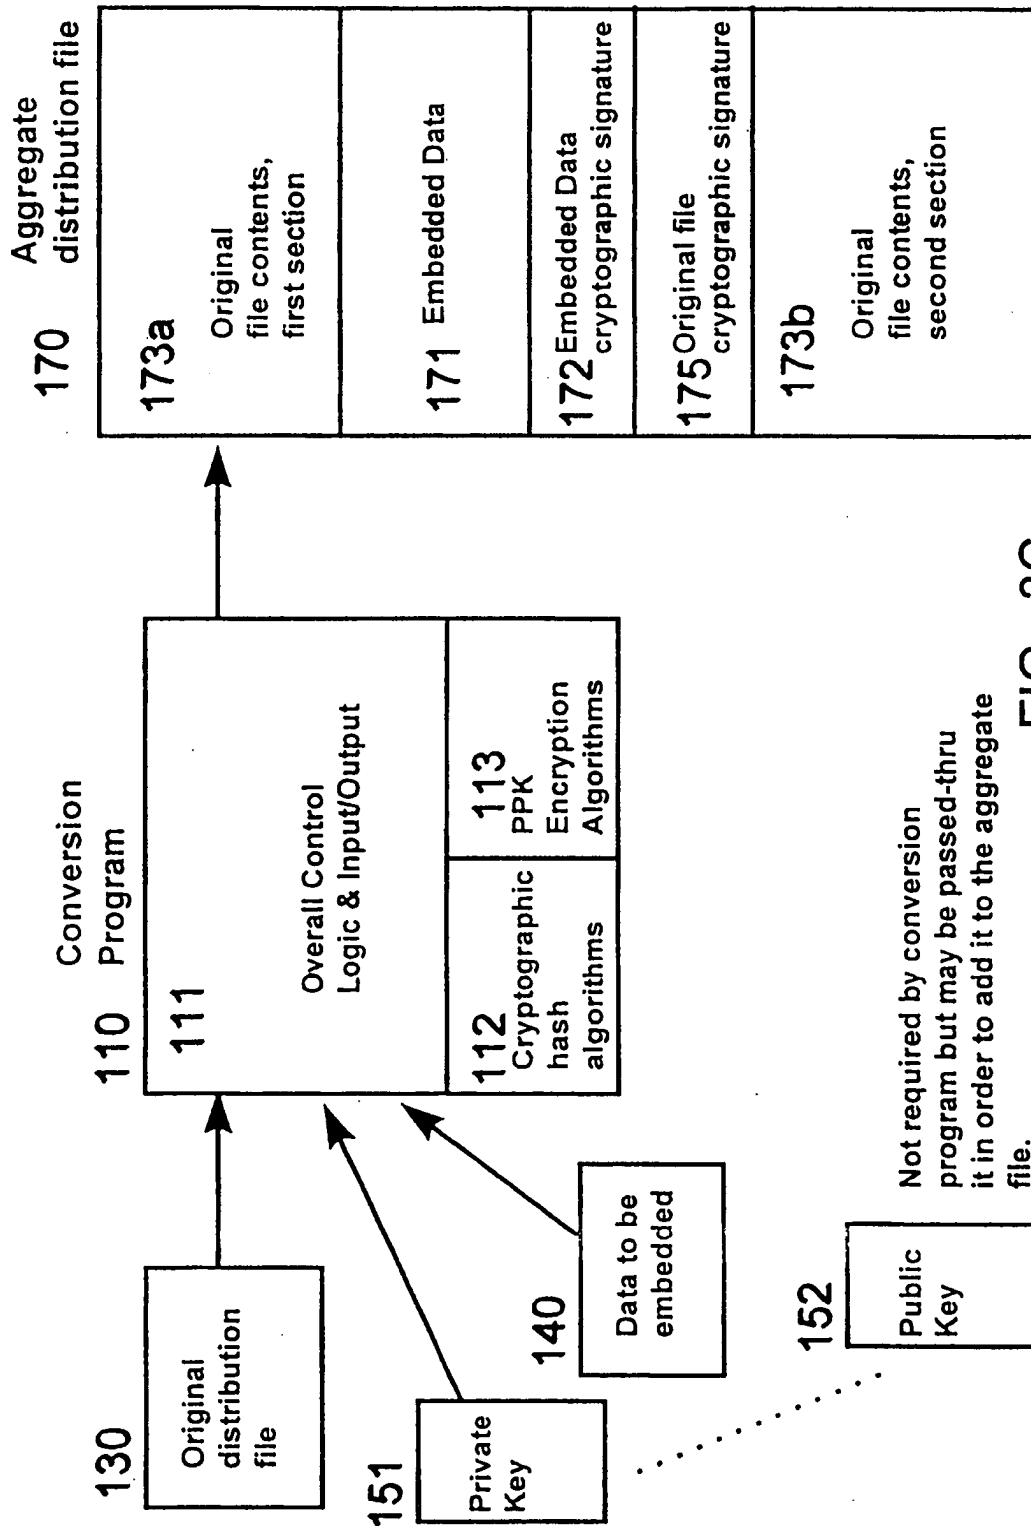 130
Original
distribution
file
151
Private
Key
140
Data to be
embedded
152
Public
Key
Not required by conversion
program but may be passed-thru
it in order to add it to the aggregate
file.
Conversion
110 Program
111
Overall Control
Logic & Input/Output
112
Cryptographic
hash
algorithms
113
PPK
Encryption
Algorithms
Aggregate
170 distribution file
173a
Original
file contents,
first section
171 Embedded Data
172 Embedded Data
cryptographic signature
175 Original file
cryptographic signature
173b
Original
file contents,
second section
FIG.